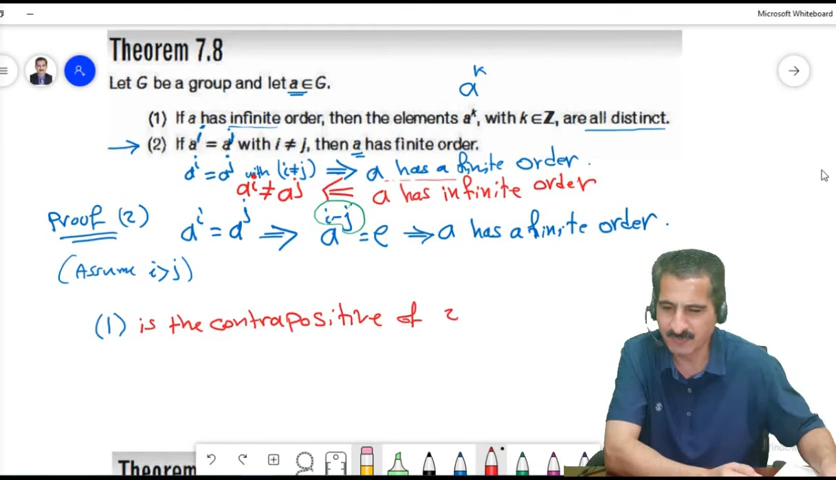 Microsoft Whiteboard
Theorem 7.8
Let G be a group and let a ∈ G.
a^k
(1) If a has infinite order, then the elements a^k, with k ∈ Z, are all distinct.
(2) If a^i = a^j with i ≠ j, then a has finite order.
a^i = a^j with (i≠j) ⟹ a has a finite order.
a^i ≠ a^j ⟸ a has infinite order
Proof (2) a^i = a^j ⟹ a^{i-j} = e ⟹ a has a finite order.
(Assume i>j)
(1) is the contrapositive of 2
Theorem